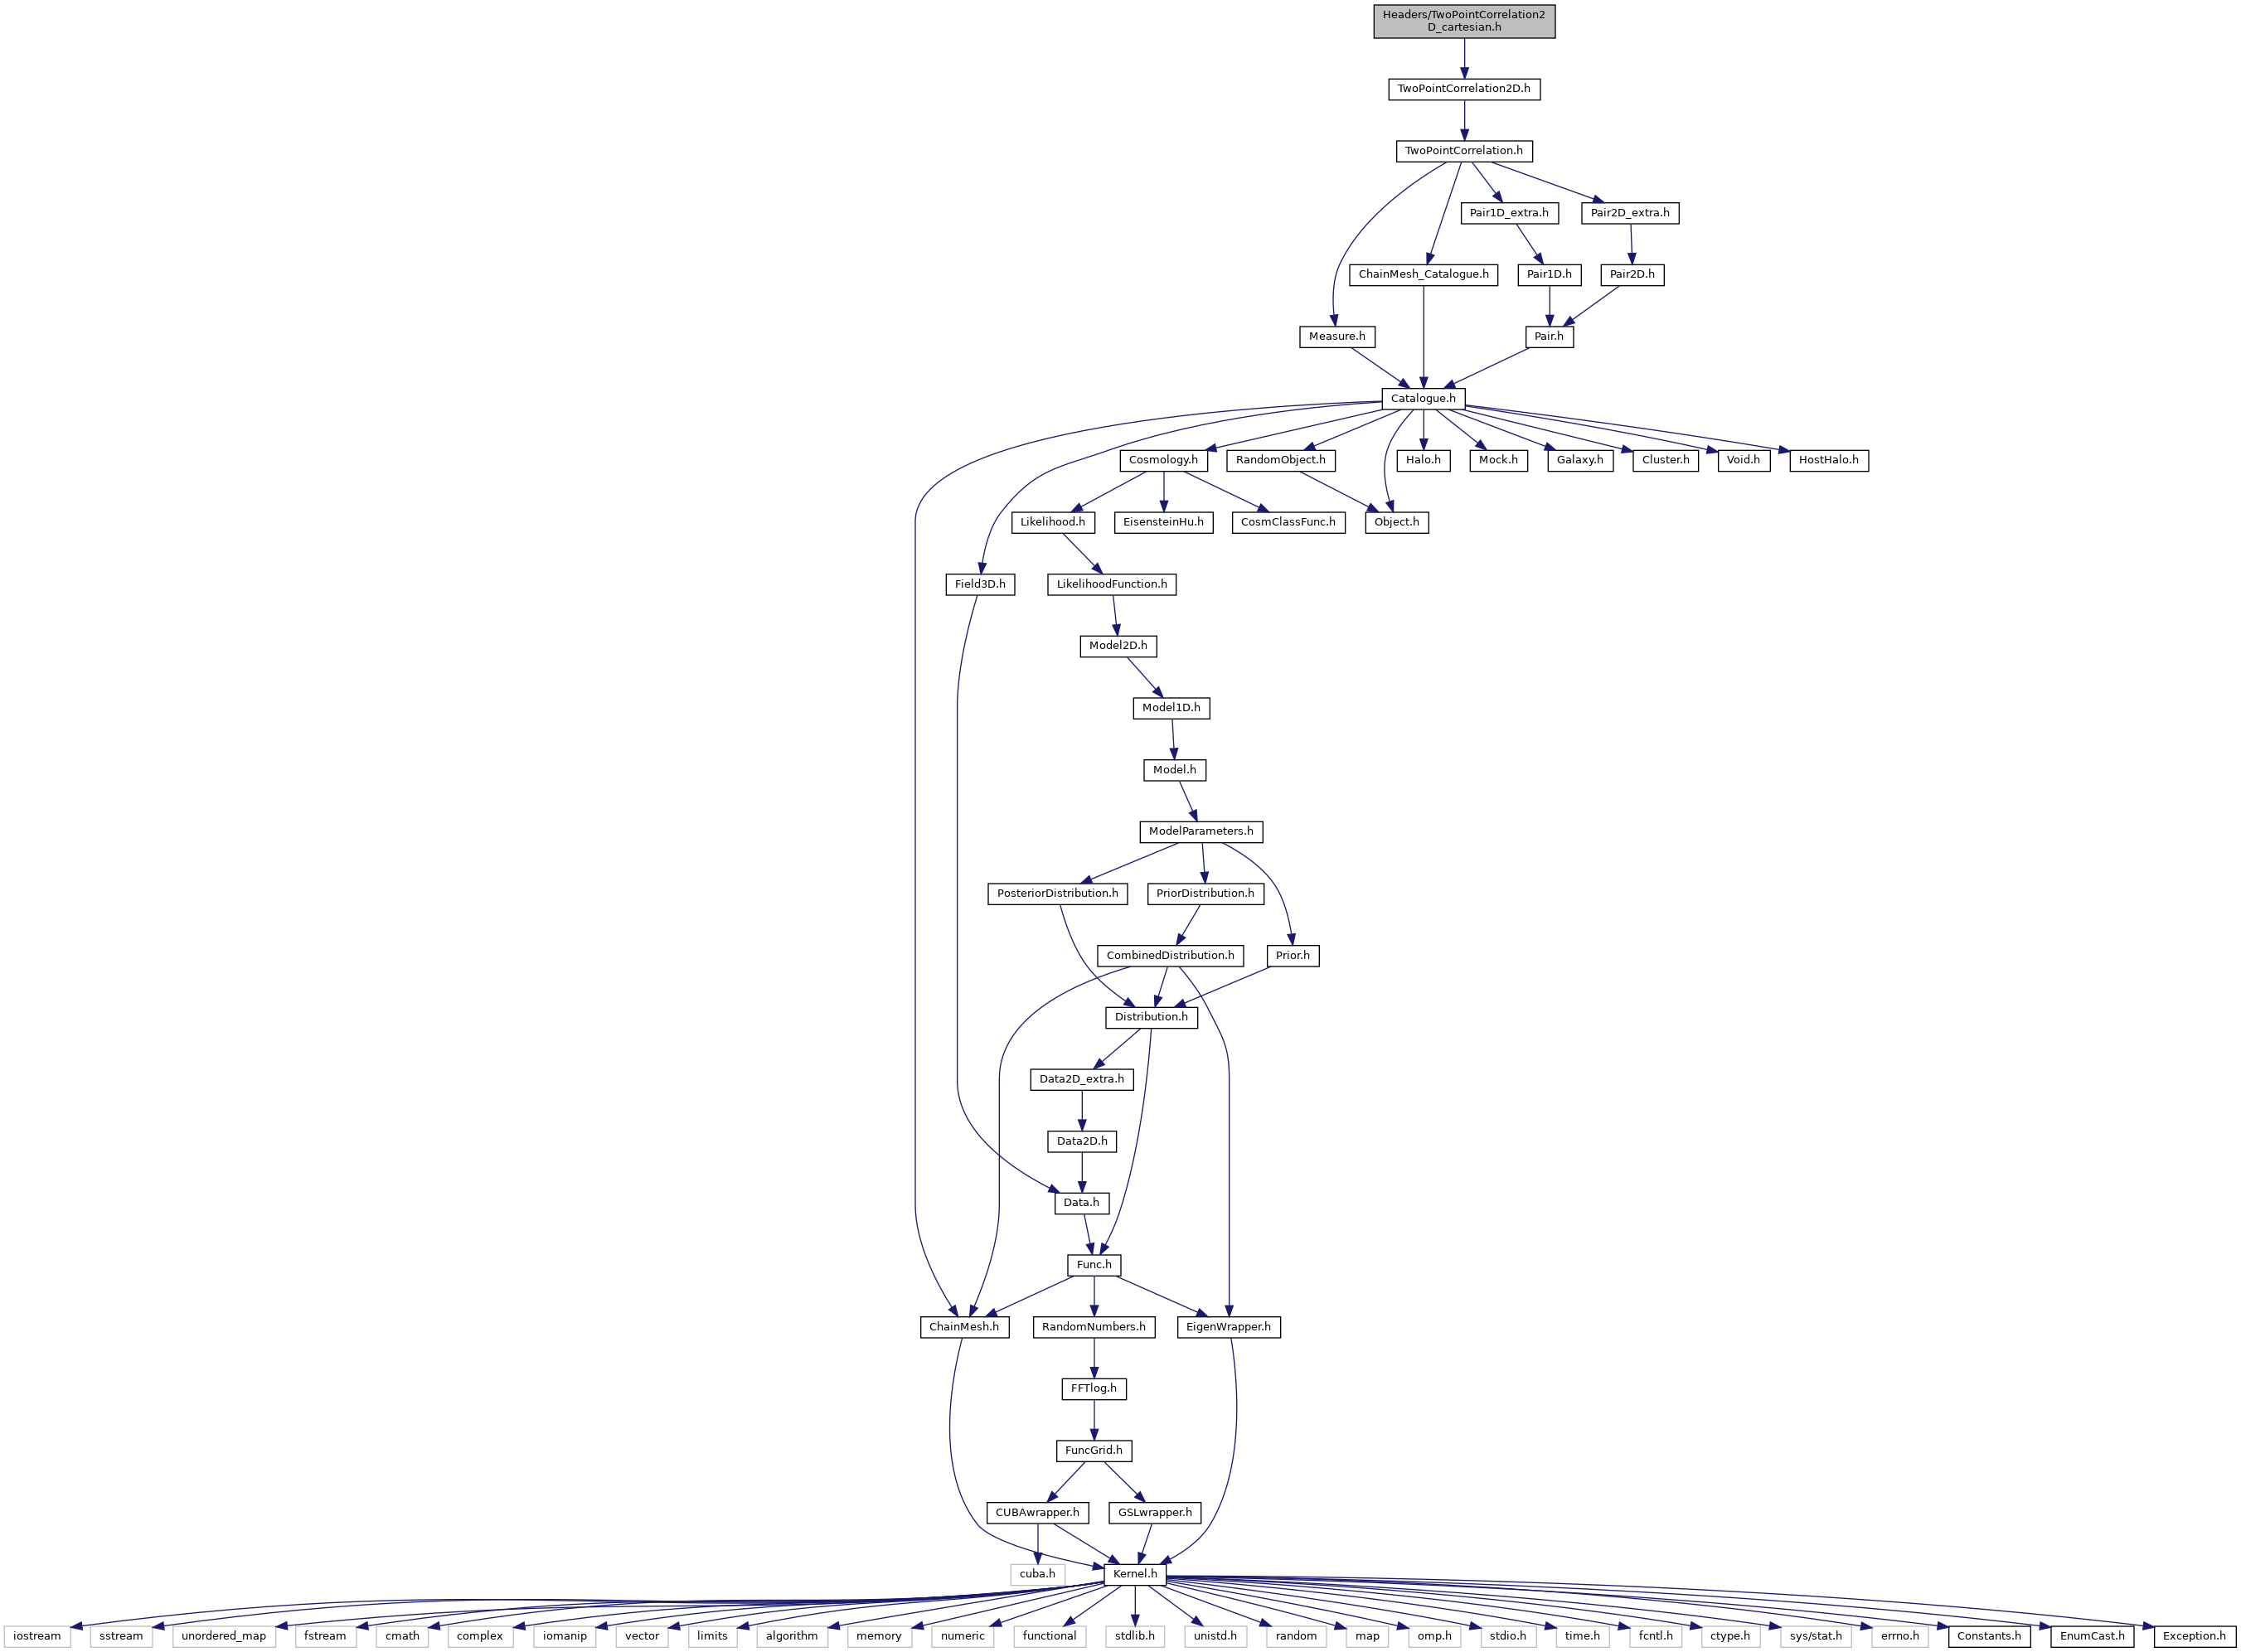 Headers/TwoPointCorrelation2
D_cartesian.h
TwoPointCorrelation2D.h
TwoPointCorrelation.h
Pair1D_extra.h
Pair2D_extra.h
ChainMesh_Catalogue.h
Pair1D.h
Pair2D.h
Measure.h
Pair.h
Catalogue.h
Cosmology.h
RandomObject.h
Halo.h
Mock.h
Galaxy.h
Cluster.h
Void.h
HostHalo.h
Likelihood.h
EisensteinHu.h
CosmClassFunc.h
Object.h
Field3D.h
LikelihoodFunction.h
Model2D.h
Model1D.h
Model.h
ModelParameters.h
PosteriorDistribution.h
PriorDistribution.h
CombinedDistribution.h
Prior.h
Distribution.h
Data2D_extra.h
Data2D.h
Data.h
Func.h
ChainMesh.h
RandomNumbers.h
EigenWrapper.h
FFTlog.h
FuncGrid.h
CUBAwrapper.h
GSLwrapper.h
cuba.h
Kernel.h
iostream
sstream
unordered_map
fstream
cmath
complex
iomanip
vector
limits
algorithm
memory
numeric
functional
stdlib.h
unistd.h
random
map
omp.h
stdio.h
time.h
fcntl.h
ctype.h
sys/stat.h
errno.h
Constants.h
EnumCast.h
Exception.h